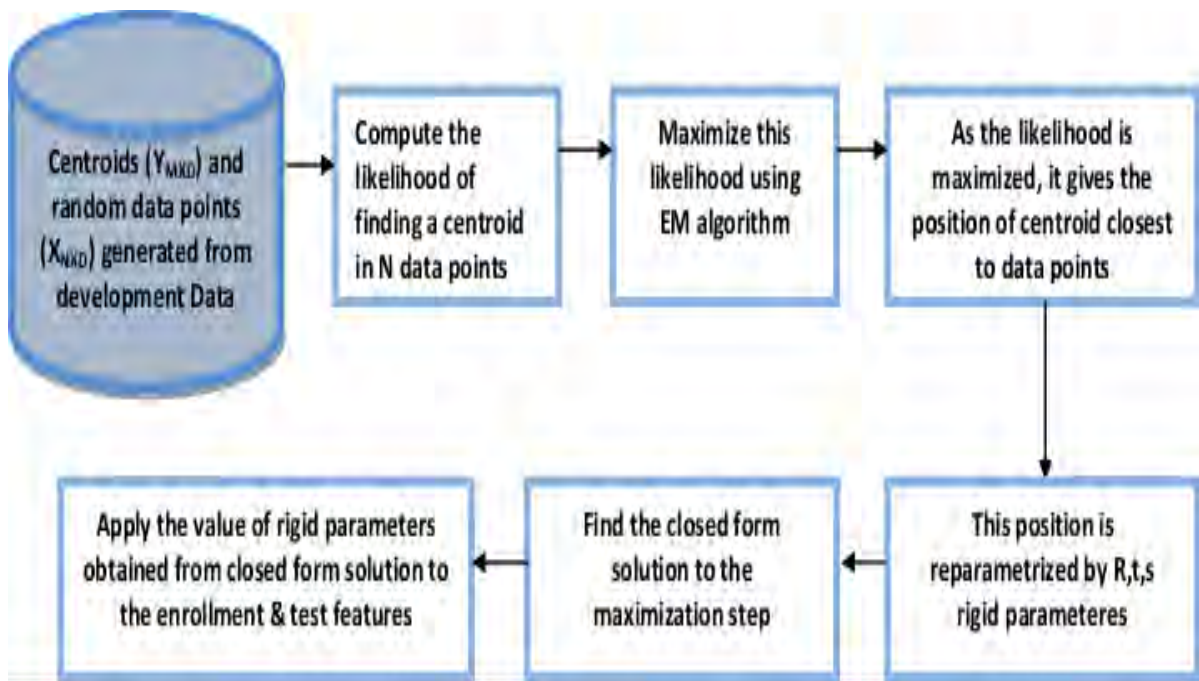 Centroids (Y_MXD) and
random data points
(X_NXD) generated from
development Data
Compute the
likelihood of
finding a centroid
in N data points
Maximize this
likelihood using
EM algorithm
As the likelihood is
maximized, it gives the
position of centroid closest
to data points
This position is
reparametrized by R,t,s
rigid parameteres
Find the closed form
solution to the
maximization step
Apply the value of rigid parameters
obtained from closed form solution to
the enrollment & test features